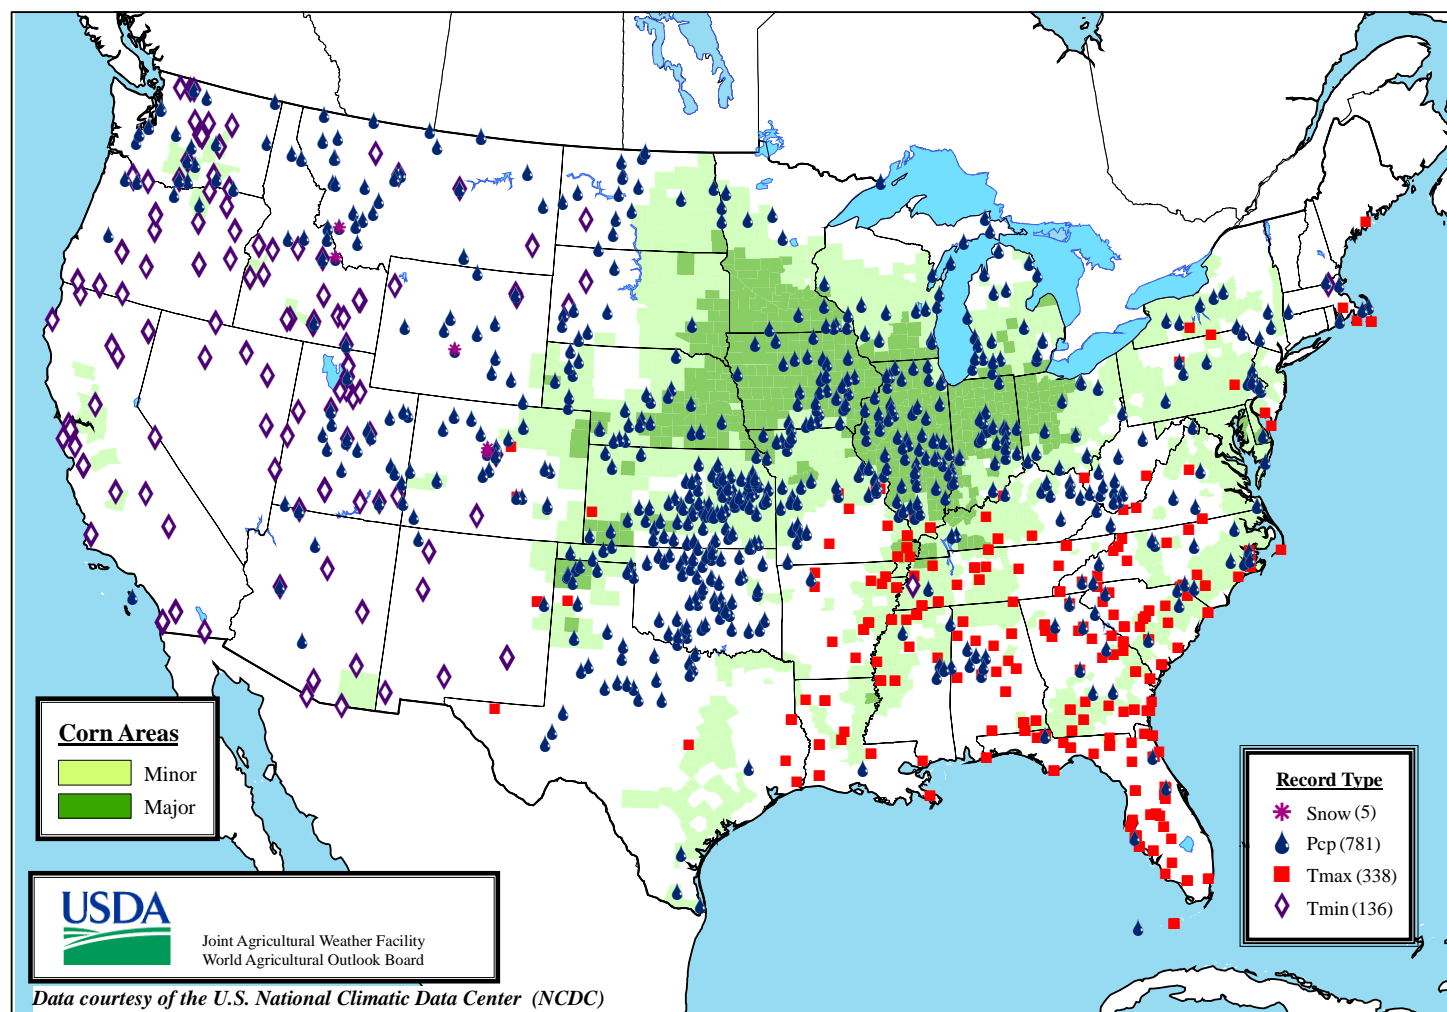 Corn Areas
Minor
Major
Record Type
Snow (5)
Pcp (781)
Tmax (338)
Tmin (136)
USDA
Joint Agricultural Weather Facility
World Agricultural Outlook Board
Data courtesy of the U.S. National Climatic Data Center (NCDC)